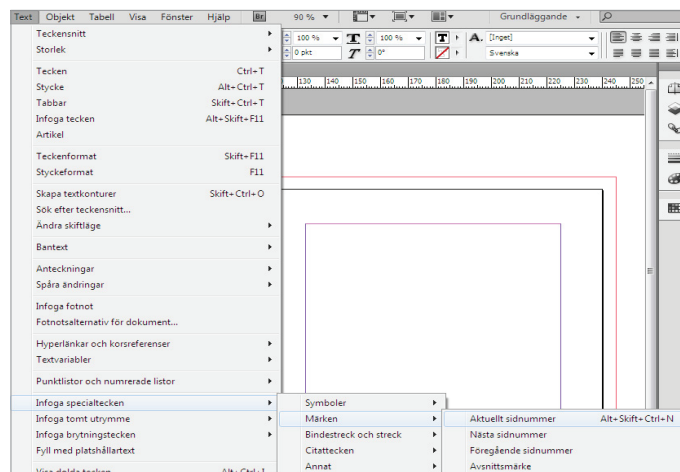 Text Objekt Tabell Visa Fönster Hjälp Br 90 % Grundläggande
Teckensnitt
Storlek
Tecken Ctrl+T
Stycke Alt+Ctrl+T
Tabbar Skift+Ctrl+T
Infoga tecken Alt+Skift+F11
Artikel
Teckenformat Skift+F11
Styckeformat F11
Skapa textkonturer Skift+Ctrl+O
Sök efter teckensnitt...
Ändra skiftläge
Bantext
Anteckningar
Spåra ändringar
Infoga fotnot
Fotnotsalternativ för dokument...
Hyperlänkar och korsreferenser
Textvariabler
Punktlistor och numrerade listor
Infoga specialtecken
Infoga tomt utrymme
Infoga brytningstecken
Fyll med platshållartext
Visa dolda tecken Alt+Ctrl+I
100 % T 100 % T A. [Inget]
0 pkt T 0° Svenska
130 140 150 160 170 180 190 200 210 220 230 240 250
Symboler
Märken
Bindestreck och streck
Citattecken
Annat
Aktuellt sidnummer Alt+Skift+Ctrl+N
Nästa sidnummer
Föregående sidnummer
Avsnittsmärke